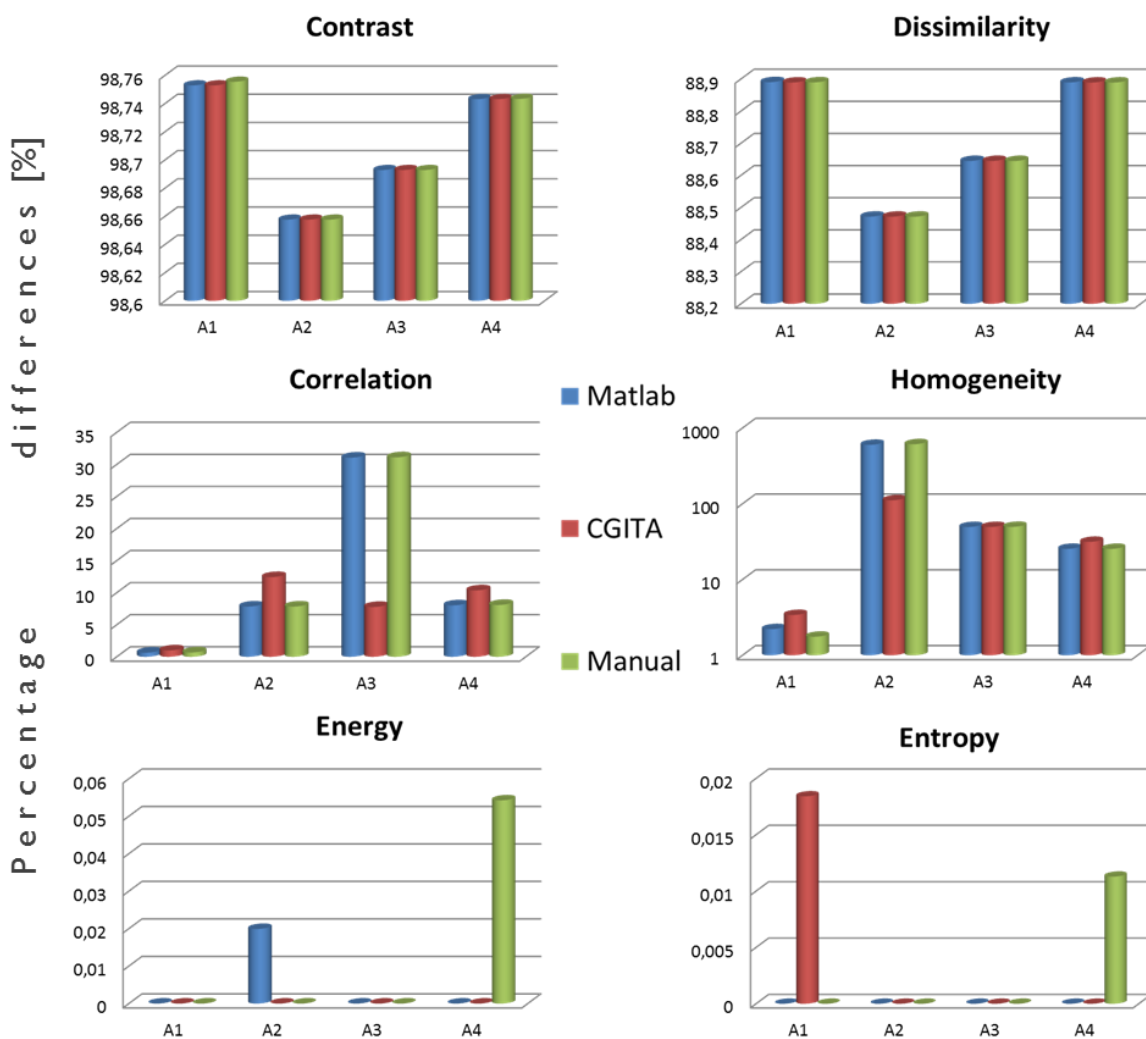 Percentage differences [%]
Contrast
98,76
98,74
98,72
98,7
98,68
98,66
98,64
98,62
98,6
A1 A2 A3 A4
Dissimilarity
88,9
88,8
88,7
88,6
88,5
88,4
88,3
88,2
A1 A2 A3 A4
Correlation
35
30
25
20
15
10
5
0
A1 A2 A3 A4
Matlab
CGITA
Manual
Homogeneity
1000
100
10
1
A1 A2 A3 A4
Energy
0,06
0,05
0,04
0,03
0,02
0,01
0
A1 A2 A3 A4
Entropy
0,02
0,015
0,01
0,005
0
A1 A2 A3 A4